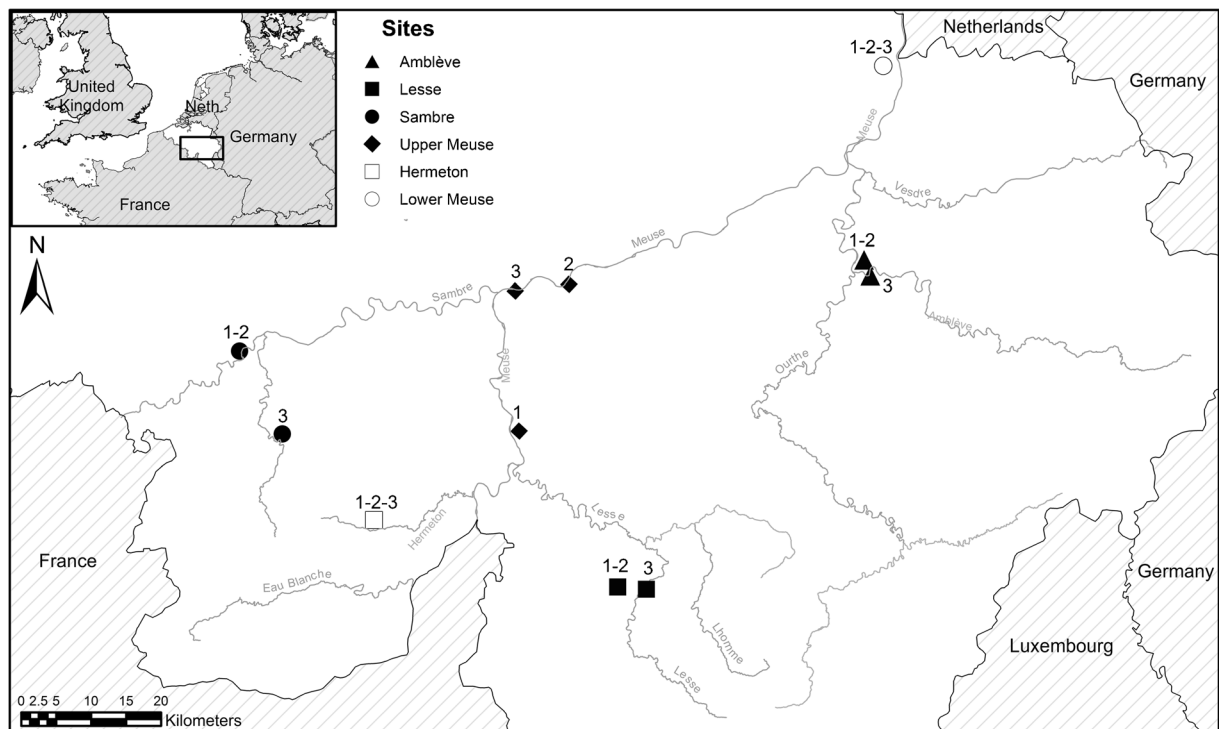 United
Kingdom
Neth.
Germany
France
Sites
Amblève
Lesse
Sambre
Upper Meuse
Hermeton
Lower Meuse
N
Netherlands
Germany
1-2-3
Meuse
Vesdre
1-2
3
Amblève
Meuse
2
3
Sambre
1-2
Meuse
Ourthe
3
1
1-2-3
Hermeton
Lesse
1-2
3
Eau Blanche
Lhomme
Lesse
France
Germany
Luxembourg
0 2.5 5 10 15 20
Kilometers